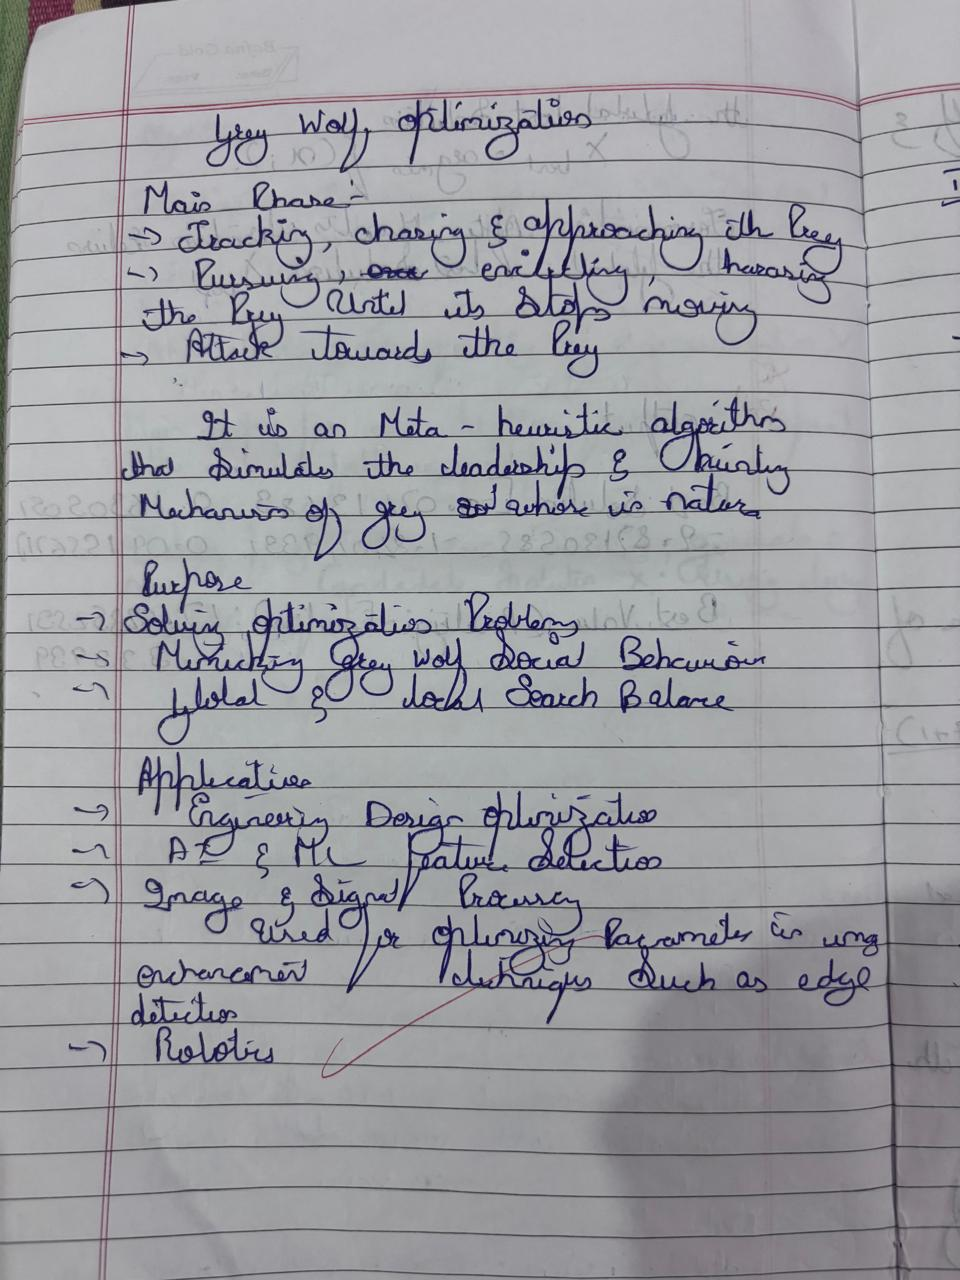 Grey Wolf Optimization
Main Phase :-
→ Tracking, chasing & approaching the Prey
→ Pursuing, encircling, harasing
the Prey Until its Stops moving
→ Attack towards the Prey
It is an Meta - heuristic algorithm
that Simulates the leadership & Hunting
Mechanism of grey in nature
Purpose
→ Solving optimization Problems
→ Mimicking Grey Wolf Social Behaviour
→ Global & local Search Balance
Application
→ Engineering Design optimization
→ AI & ML Feature Selection
→ Image & Signal Processing
Used for optimizing Parameter in
enhancement techniques Such as edge
detection
→ Robotics